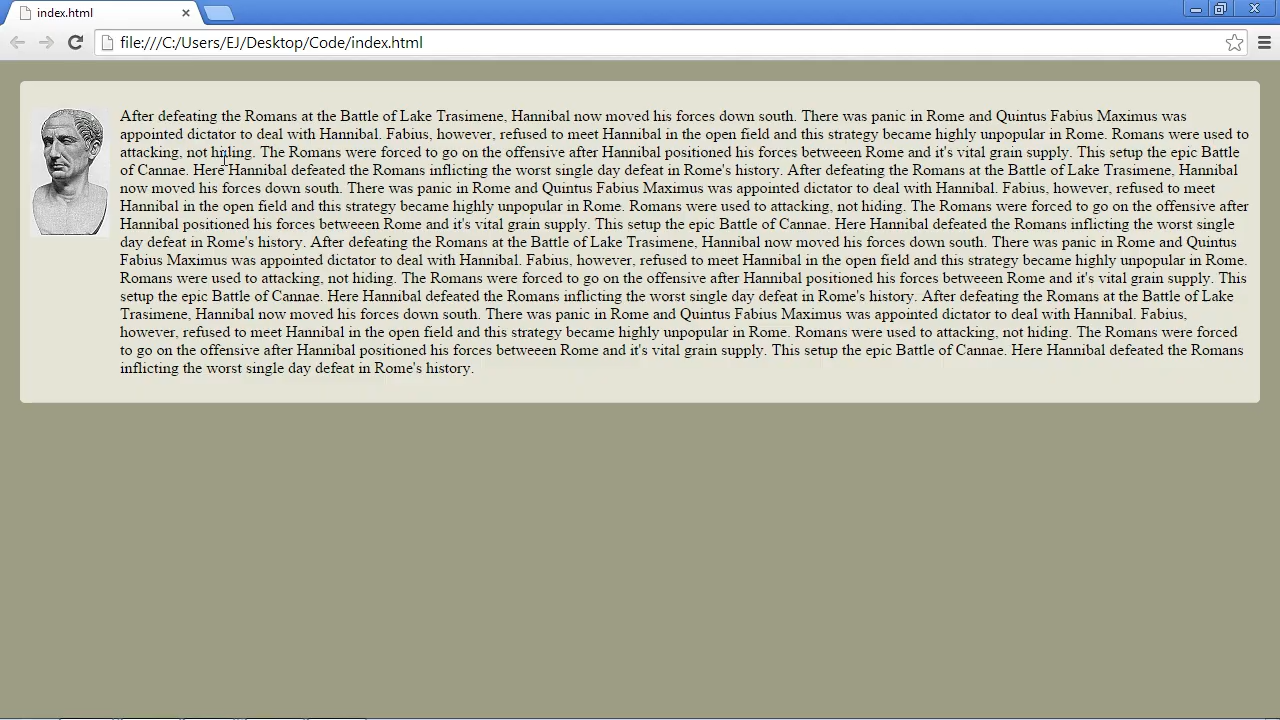 index.html
file:///C:/Users/EJ/Desktop/Code/index.html
After defeating the Romans at the Battle of Lake Trasimene, Hannibal now moved his forces down south. There was panic in Rome and Quintus Fabius Maximus was
appointed dictator to deal with Hannibal. Fabius, however, refused to meet Hannibal in the open field and this strategy became highly unpopular in Rome. Romans were used to
attacking, not hiding. The Romans were forced to go on the offensive after Hannibal positioned his forces betweeen Rome and it's vital grain supply. This setup the epic Battle
of Cannae. Here Hannibal defeated the Romans inflicting the worst single day defeat in Rome's history. After defeating the Romans at the Battle of Lake Trasimene, Hannibal
now moved his forces down south. There was panic in Rome and Quintus Fabius Maximus was appointed dictator to deal with Hannibal. Fabius, however, refused to meet
Hannibal in the open field and this strategy became highly unpopular in Rome. Romans were used to attacking, not hiding. The Romans were forced to go on the offensive after
Hannibal positioned his forces betweeen Rome and it's vital grain supply. This setup the epic Battle of Cannae. Here Hannibal defeated the Romans inflicting the worst single
day defeat in Rome's history. After defeating the Romans at the Battle of Lake Trasimene, Hannibal now moved his forces down south. There was panic in Rome and Quintus
Fabius Maximus was appointed dictator to deal with Hannibal. Fabius, however, refused to meet Hannibal in the open field and this strategy became highly unpopular in Rome.
Romans were used to attacking, not hiding. The Romans were forced to go on the offensive after Hannibal positioned his forces betweeen Rome and it's vital grain supply. This
setup the epic Battle of Cannae. Here Hannibal defeated the Romans inflicting the worst single day defeat in Rome's history. After defeating the Romans at the Battle of Lake
Trasimene, Hannibal now moved his forces down south. There was panic in Rome and Quintus Fabius Maximus was appointed dictator to deal with Hannibal. Fabius,
however, refused to meet Hannibal in the open field and this strategy became highly unpopular in Rome. Romans were used to attacking, not hiding. The Romans were forced
to go on the offensive after Hannibal positioned his forces betweeen Rome and it's vital grain supply. This setup the epic Battle of Cannae. Here Hannibal defeated the Romans
inflicting the worst single day defeat in Rome's history.